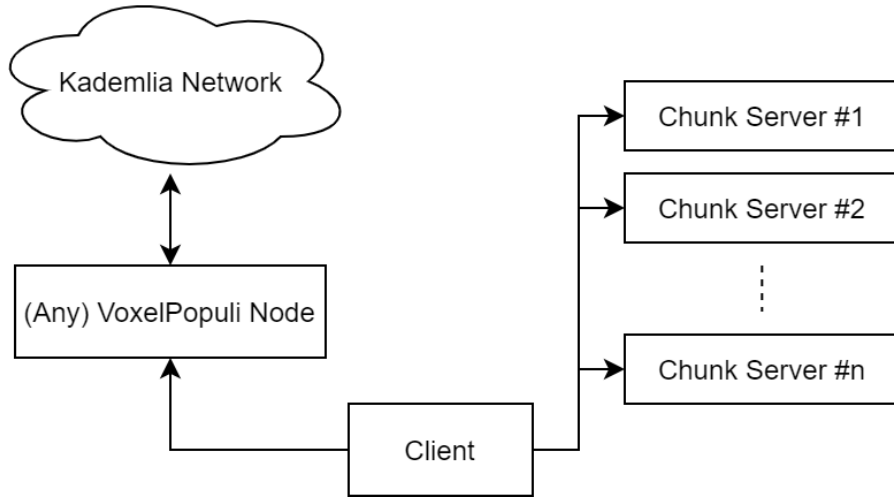 Kademlia Network
Chunk Server #1
Chunk Server #2
(Any) VoxelPopuli Node
Chunk Server #n
Client